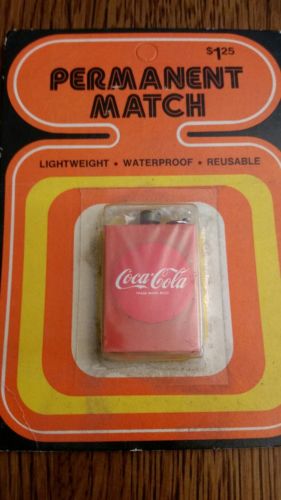 $1.25
PERMANENT
MATCH
LIGHTWEIGHT • WATERPROOF • REUSABLE
Coca-Cola